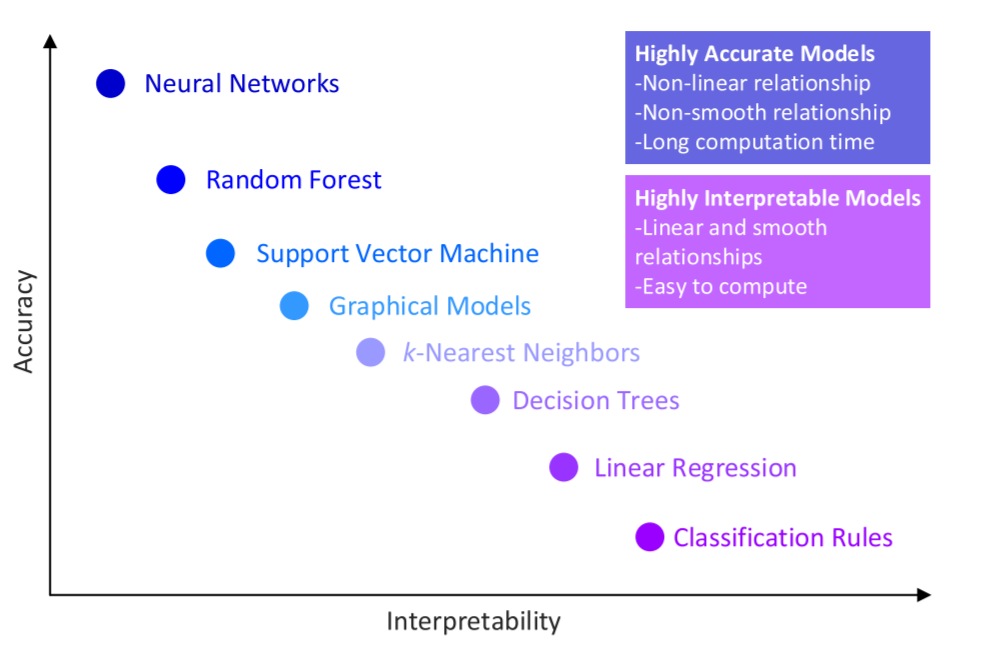 Highly Accurate Models
-Non-linear relationship
-Non-smooth relationship
-Long computation time
Highly Interpretable Models
-Linear and smooth
relationships
-Easy to compute
Neural Networks
Random Forest
Support Vector Machine
Graphical Models
k-Nearest Neighbors
Decision Trees
Linear Regression
Classification Rules
Accuracy
Interpretability